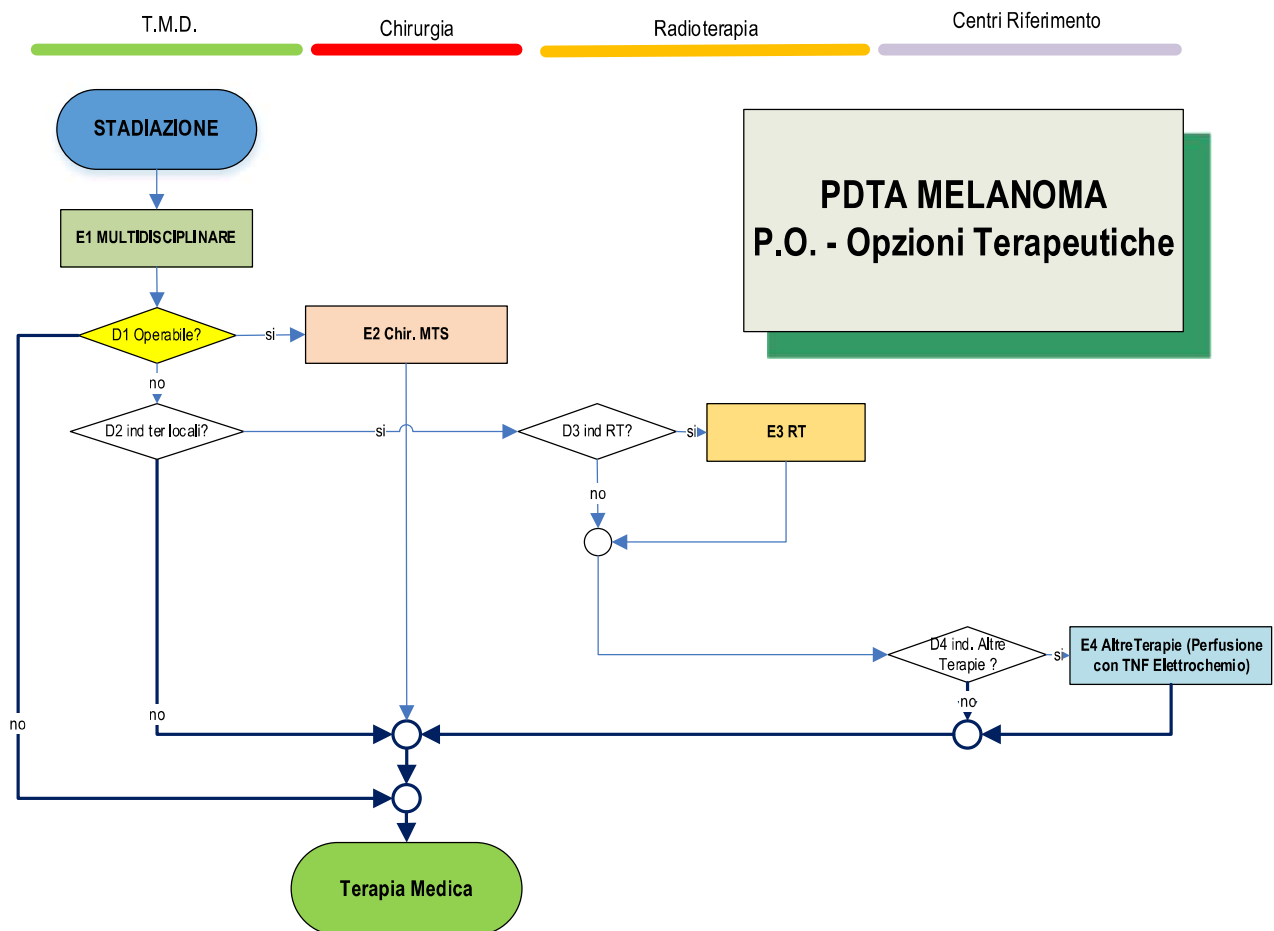 T.M.D.
Chirurgia
Radioterapia
Centri Riferimento
STADIAZIONE
PDTA MELANOMA
P.O. - Opzioni Terapeutiche
E1 MULTIDISCIPLINARE
D1 Operabile?
si
E2 Chir. MTS
no
D2 ind ter locali?
si
D3 ind RT?
si
E3 RT
no
D4 ind. Altre
Terapie ?
si
E4 Altre Terapie (Perfusione
con TNF Elettrochemio)
no
no
no
Terapia Medica